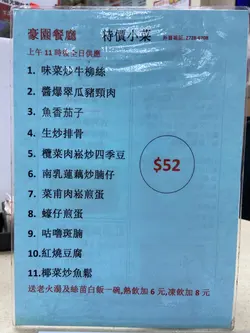 豪園餐廳 特價小菜
上午11時後全日供應
1. 味菜炒牛柳絲
2. 醬爆翠瓜豬頸肉
3. 魚香茄子
4. 生炒排骨
5. 欖菜肉崧炒四季豆
6. 南乳蓮藕炒腩仔
7. 菜甫肉崧煎蛋
8. 蠔仔煎蛋
9. 咕嚕斑腩
10. 紅燒豆腐
11. 椰菜炒魚鬆
$52
送老火湯及絲苗白飯一碗,熱飲加6元,凍飲加8元